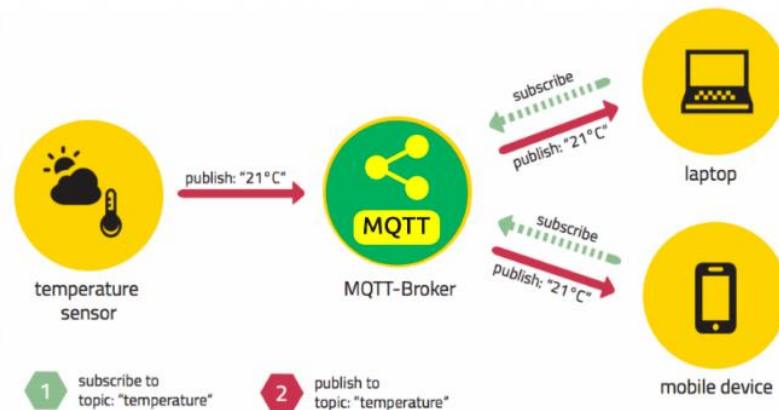 subscribe
publish: "21°C"
laptop
publish: "21°C"
MQTT
subscribe
publish: "21°C"
temperature
sensor
MQTT-Broker
mobile device
1
subscribe to
topic: "temperature"
2
publish to
topic: "temperature"